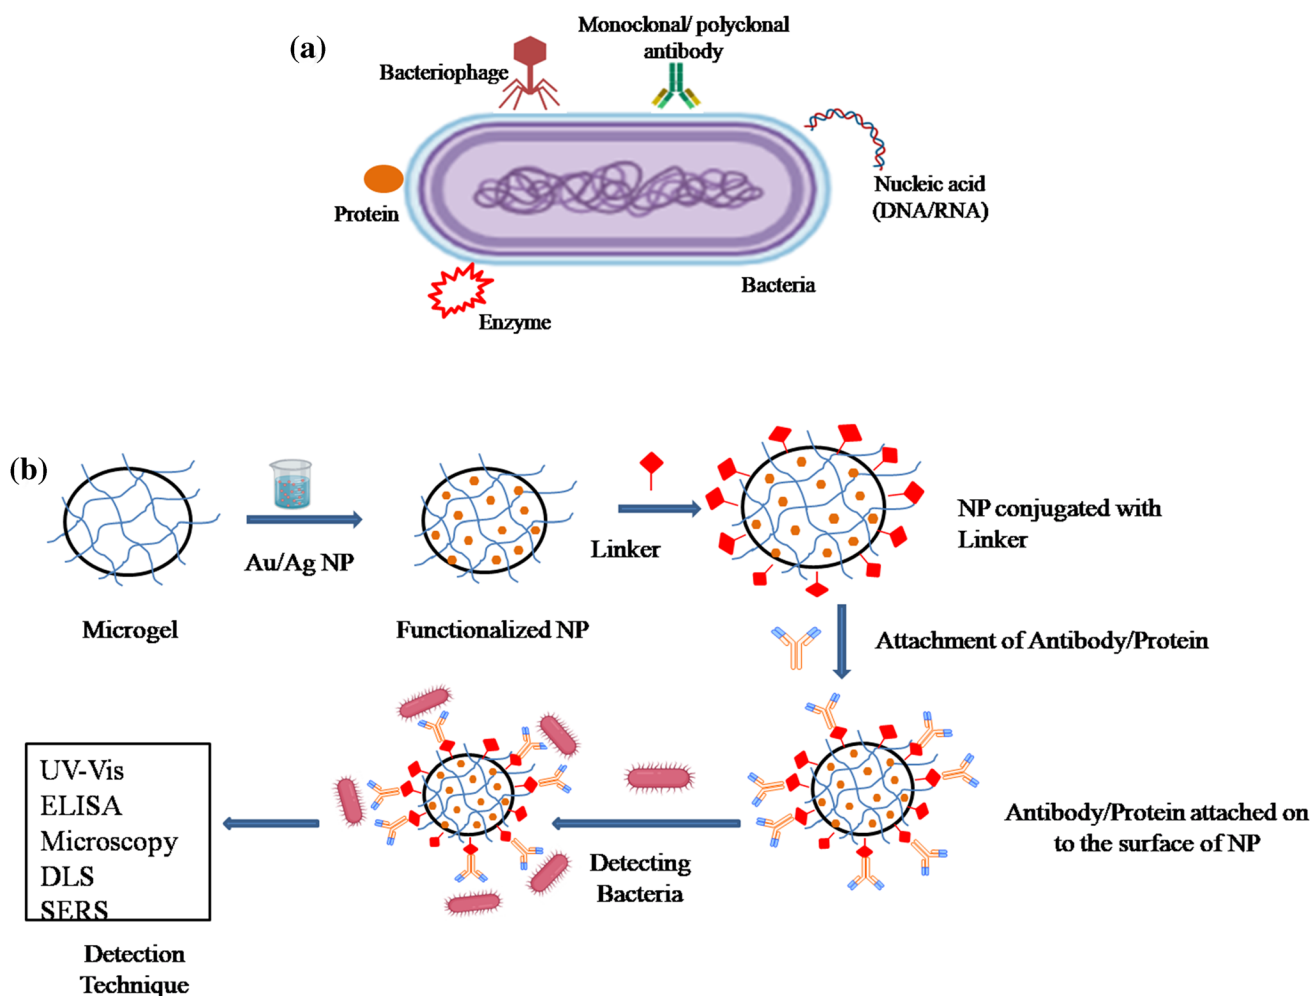 (a)
Monoclonal/ polyclonal
antibody
Bacteriophage
Nucleic acid
(DNA/RNA)
Protein
Bacteria
Enzyme
(b)
Au/Ag NP
Linker
NP conjugated with
Linker
Microgel
Functionalized NP
Attachment of Antibody/Protein
UV-Vis
ELISA
Microscopy
DLS
SERS
Detecting
Bacteria
Antibody/Protein attached on
to the surface of NP
Detection
Technique